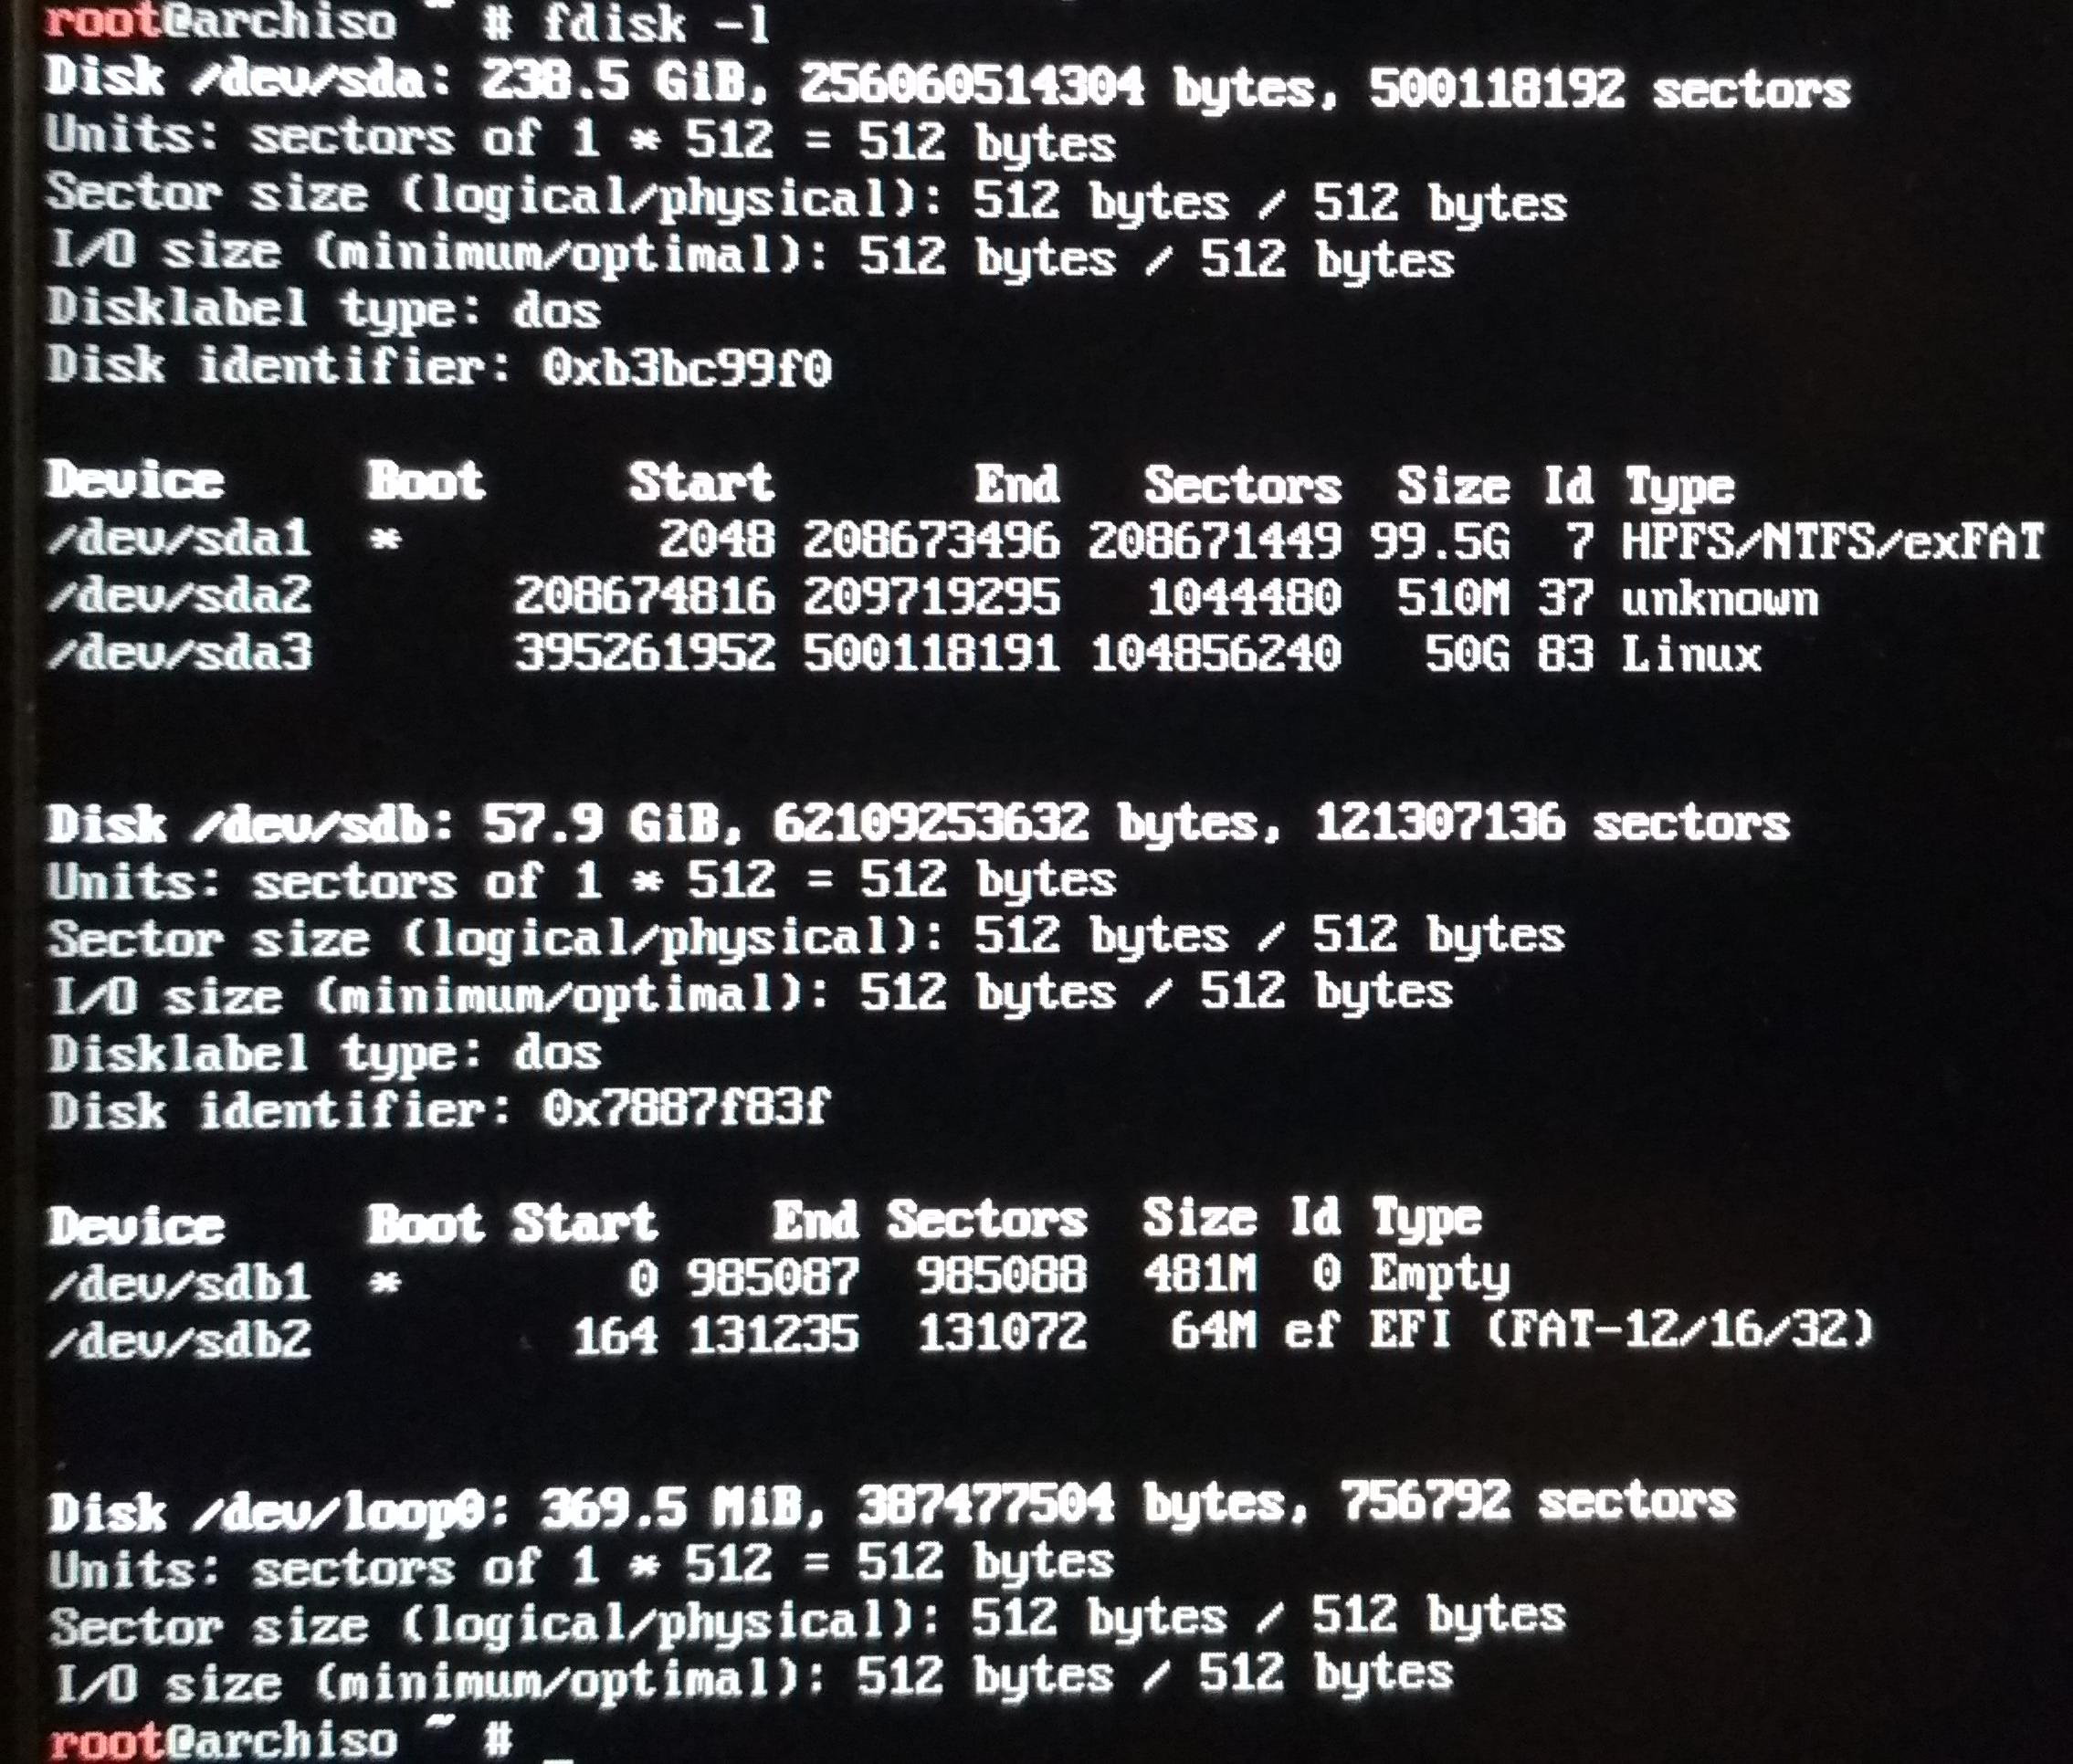 root@archiso ~ # fdisk -l
Disk /dev/sda: 238.5 GiB, 256060514304 bytes, 500118192 sectors
Units: sectors of 1 * 512 = 512 bytes
Sector size (logical/physical): 512 bytes / 512 bytes
I/O size (minimum/optimal): 512 bytes / 512 bytes
Disklabel type: dos
Disk identifier: 0xb3bc99f0
Device Boot Start End Sectors Size Id Type
/dev/sda1 * 2048 208673496 208671449 99.5G 7 HPFS/NTFS/exFAT
/dev/sda2 208674816 209719295 1044480 510M 37 unknown
/dev/sda3 395261952 500118191 104856240 50G 83 Linux
Disk /dev/sdb: 57.9 GiB, 62109253632 bytes, 121307136 sectors
Units: sectors of 1 * 512 = 512 bytes
Sector size (logical/physical): 512 bytes / 512 bytes
I/O size (minimum/optimal): 512 bytes / 512 bytes
Disklabel type: dos
Disk identifier: 0x7887f83f
Device Boot Start End Sectors Size Id Type
/dev/sdb1 * 0 985087 985088 481M 0 Empty
/dev/sdb2 164 131235 131072 64M ef EFI (FAT-12/16/32)
Disk /dev/loop0: 369.5 MiB, 387477504 bytes, 756792 sectors
Units: sectors of 1 * 512 = 512 bytes
Sector size (logical/physical): 512 bytes / 512 bytes
I/O size (minimum/optimal): 512 bytes / 512 bytes
root@archiso ~ # _